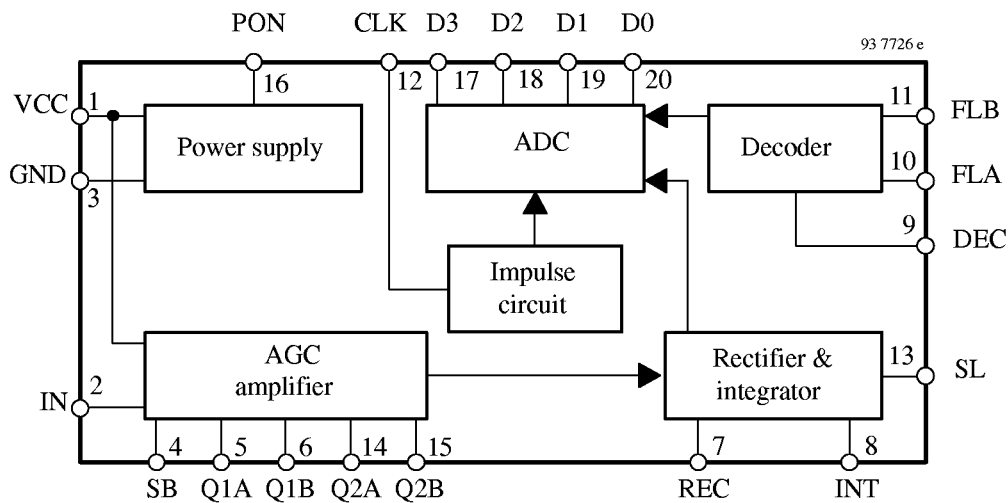 PON CLK D3 D2 D1 D0
93 7726 e
16 12 17 18 19 20
VCC 1 11 FLB
Power supply ADC Decoder
GND 3 10 FLA
9 DEC
Impulse
circuit
AGC
amplifier
Rectifier &
integrator
13 SL
IN 2
4 5 6 14 15 7 8
SB Q1A Q1B Q2A Q2B REC INT